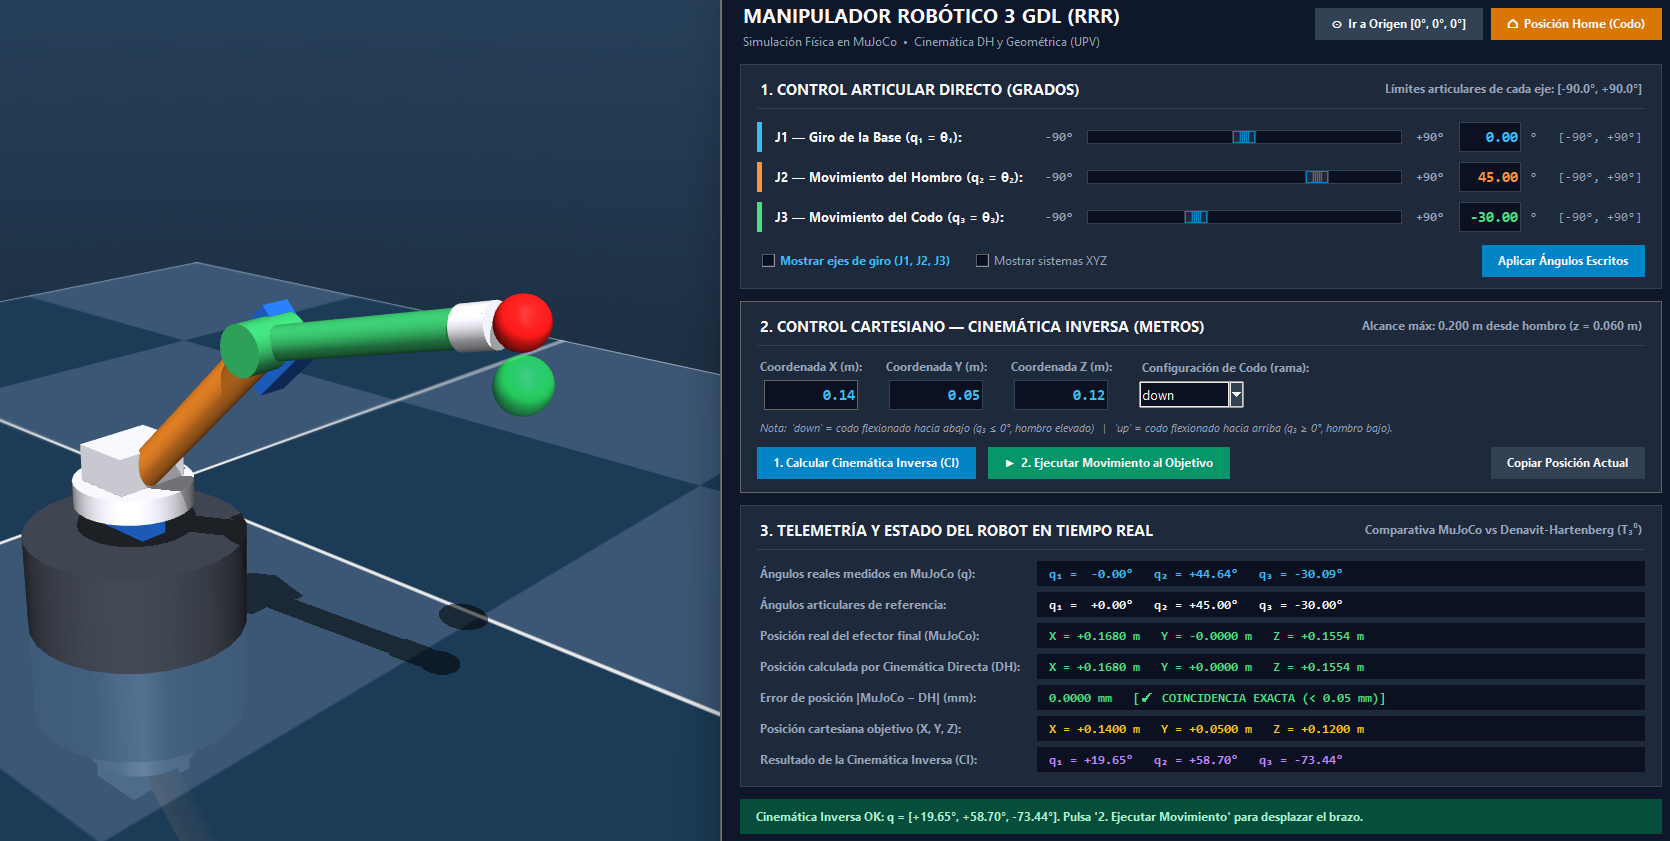 MANIPULADOR ROBÓTICO 3 GDL (RRR)
Simulación Física en MuJoCo • Cinemática DH y Geométrica (UPV)
Ir a Origen [0°, 0°, 0°]
Posición Home (Codo)
1. CONTROL ARTICULAR DIRECTO (GRADOS)
Límites articulares de cada eje: [-90.0°, +90.0°]
J1 — Giro de la Base (q₁ = θ₁): -90° +90° 0.00 ° [-90°, +90°]
J2 — Movimiento del Hombro (q₂ = θ₂): -90° +90° 45.00 ° [-90°, +90°]
J3 — Movimiento del Codo (q₃ = θ₃): -90° +90° -30.00 ° [-90°, +90°]
Mostrar ejes de giro (J1, J2, J3) Mostrar sistemas XYZ Aplicar Ángulos Escritos
2. CONTROL CARTESIANO — CINEMÁTICA INVERSA (METROS)
Alcance máx: 0.200 m desde hombro (z = 0.060 m)
Coordenada X (m): Coordenada Y (m): Coordenada Z (m): Configuración de Codo (rama):
0.14 0.05 0.12 down
Nota: 'down' = codo flexionado hacia abajo (q₃ ≤ 0°, hombro elevado) | 'up' = codo flexionado hacia arriba (q₃ ≥ 0°, hombro bajo).
1. Calcular Cinemática Inversa (CI) ► 2. Ejecutar Movimiento al Objetivo Copiar Posición Actual
3. TELEMETRÍA Y ESTADO DEL ROBOT EN TIEMPO REAL
Comparativa MuJoCo vs Denavit-Hartenberg (T₃⁰)
Ángulos reales medidos en MuJoCo (q): q₁ = -0.00° q₂ = +44.64° q₃ = -30.09°
Ángulos articulares de referencia: q₁ = +0.00° q₂ = +45.00° q₃ = -30.00°
Posición real del efector final (MuJoCo): X = +0.1680 m Y = -0.0000 m Z = +0.1554 m
Posición calculada por Cinemática Directa (DH): X = +0.1680 m Y = +0.0000 m Z = +0.1554 m
Error de posición |MuJoCo − DH| (mm): 0.0000 mm [✔ COINCIDENCIA EXACTA (< 0.05 mm)]
Posición cartesiana objetivo (X, Y, Z): X = +0.1400 m Y = +0.0500 m Z = +0.1200 m
Resultado de la Cinemática Inversa (CI): q₁ = +19.65° q₂ = +58.70° q₃ = -73.44°
Cinemática Inversa OK: q = [+19.65°, +58.70°, -73.44°]. Pulsa '2. Ejecutar Movimiento' para desplazar el brazo.